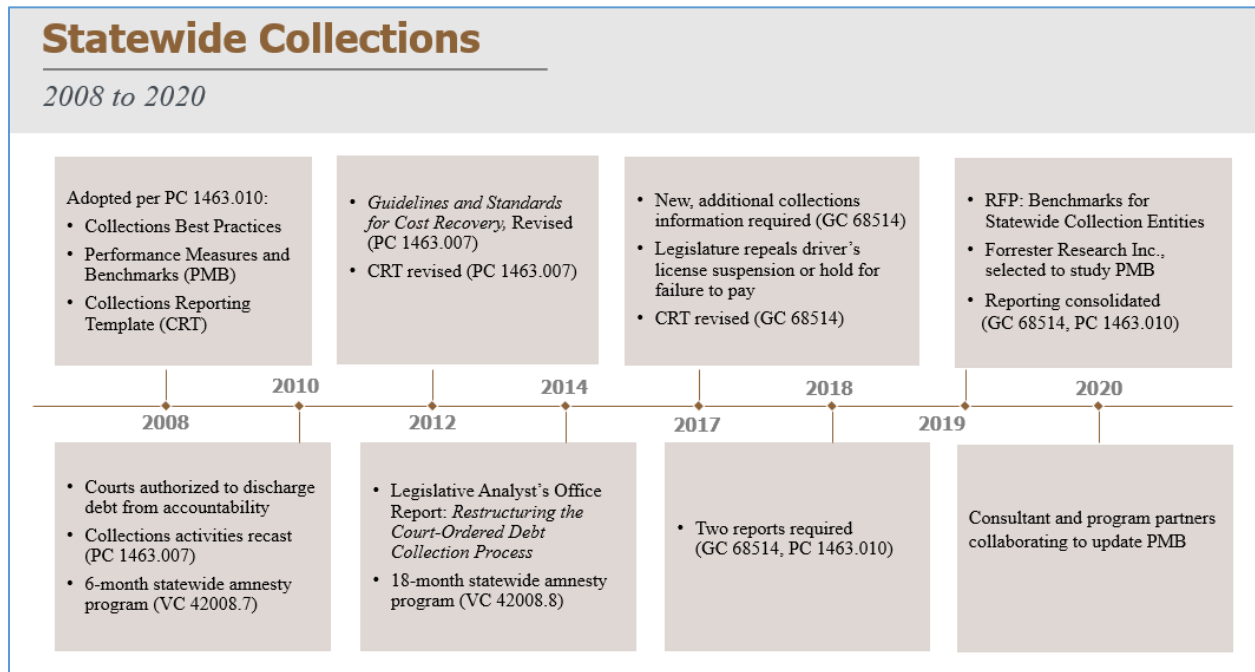 Statewide Collections
2008 to 2020
Adopted per PC 1463.010:
• Collections Best Practices
• Performance Measures and
Benchmarks (PMB)
• Collections Reporting
Template (CRT)
• Guidelines and Standards
for Cost Recovery, Revised
(PC 1463.007)
• CRT revised (PC 1463.007)
• New, additional collections
information required (GC 68514)
• Legislature repeals driver’s
license suspension or hold for
failure to pay
• CRT revised (GC 68514)
• RFP: Benchmarks for
Statewide Collection Entities
• Forrester Research Inc.,
selected to study PMB
• Reporting consolidated
(GC 68514, PC 1463.010)
2010
2014
2018
2020
2008
2012
2017
2019
• Courts authorized to discharge
debt from accountability
• Collections activities recast
(PC 1463.007)
• 6-month statewide amnesty
program (VC 42008.7)
• Legislative Analyst’s Office
Report: Restructuring the
Court-Ordered Debt
Collection Process
• 18-month statewide amnesty
program (VC 42008.8)
• Two reports required
(GC 68514, PC 1463.010)
Consultant and program partners
collaborating to update PMB